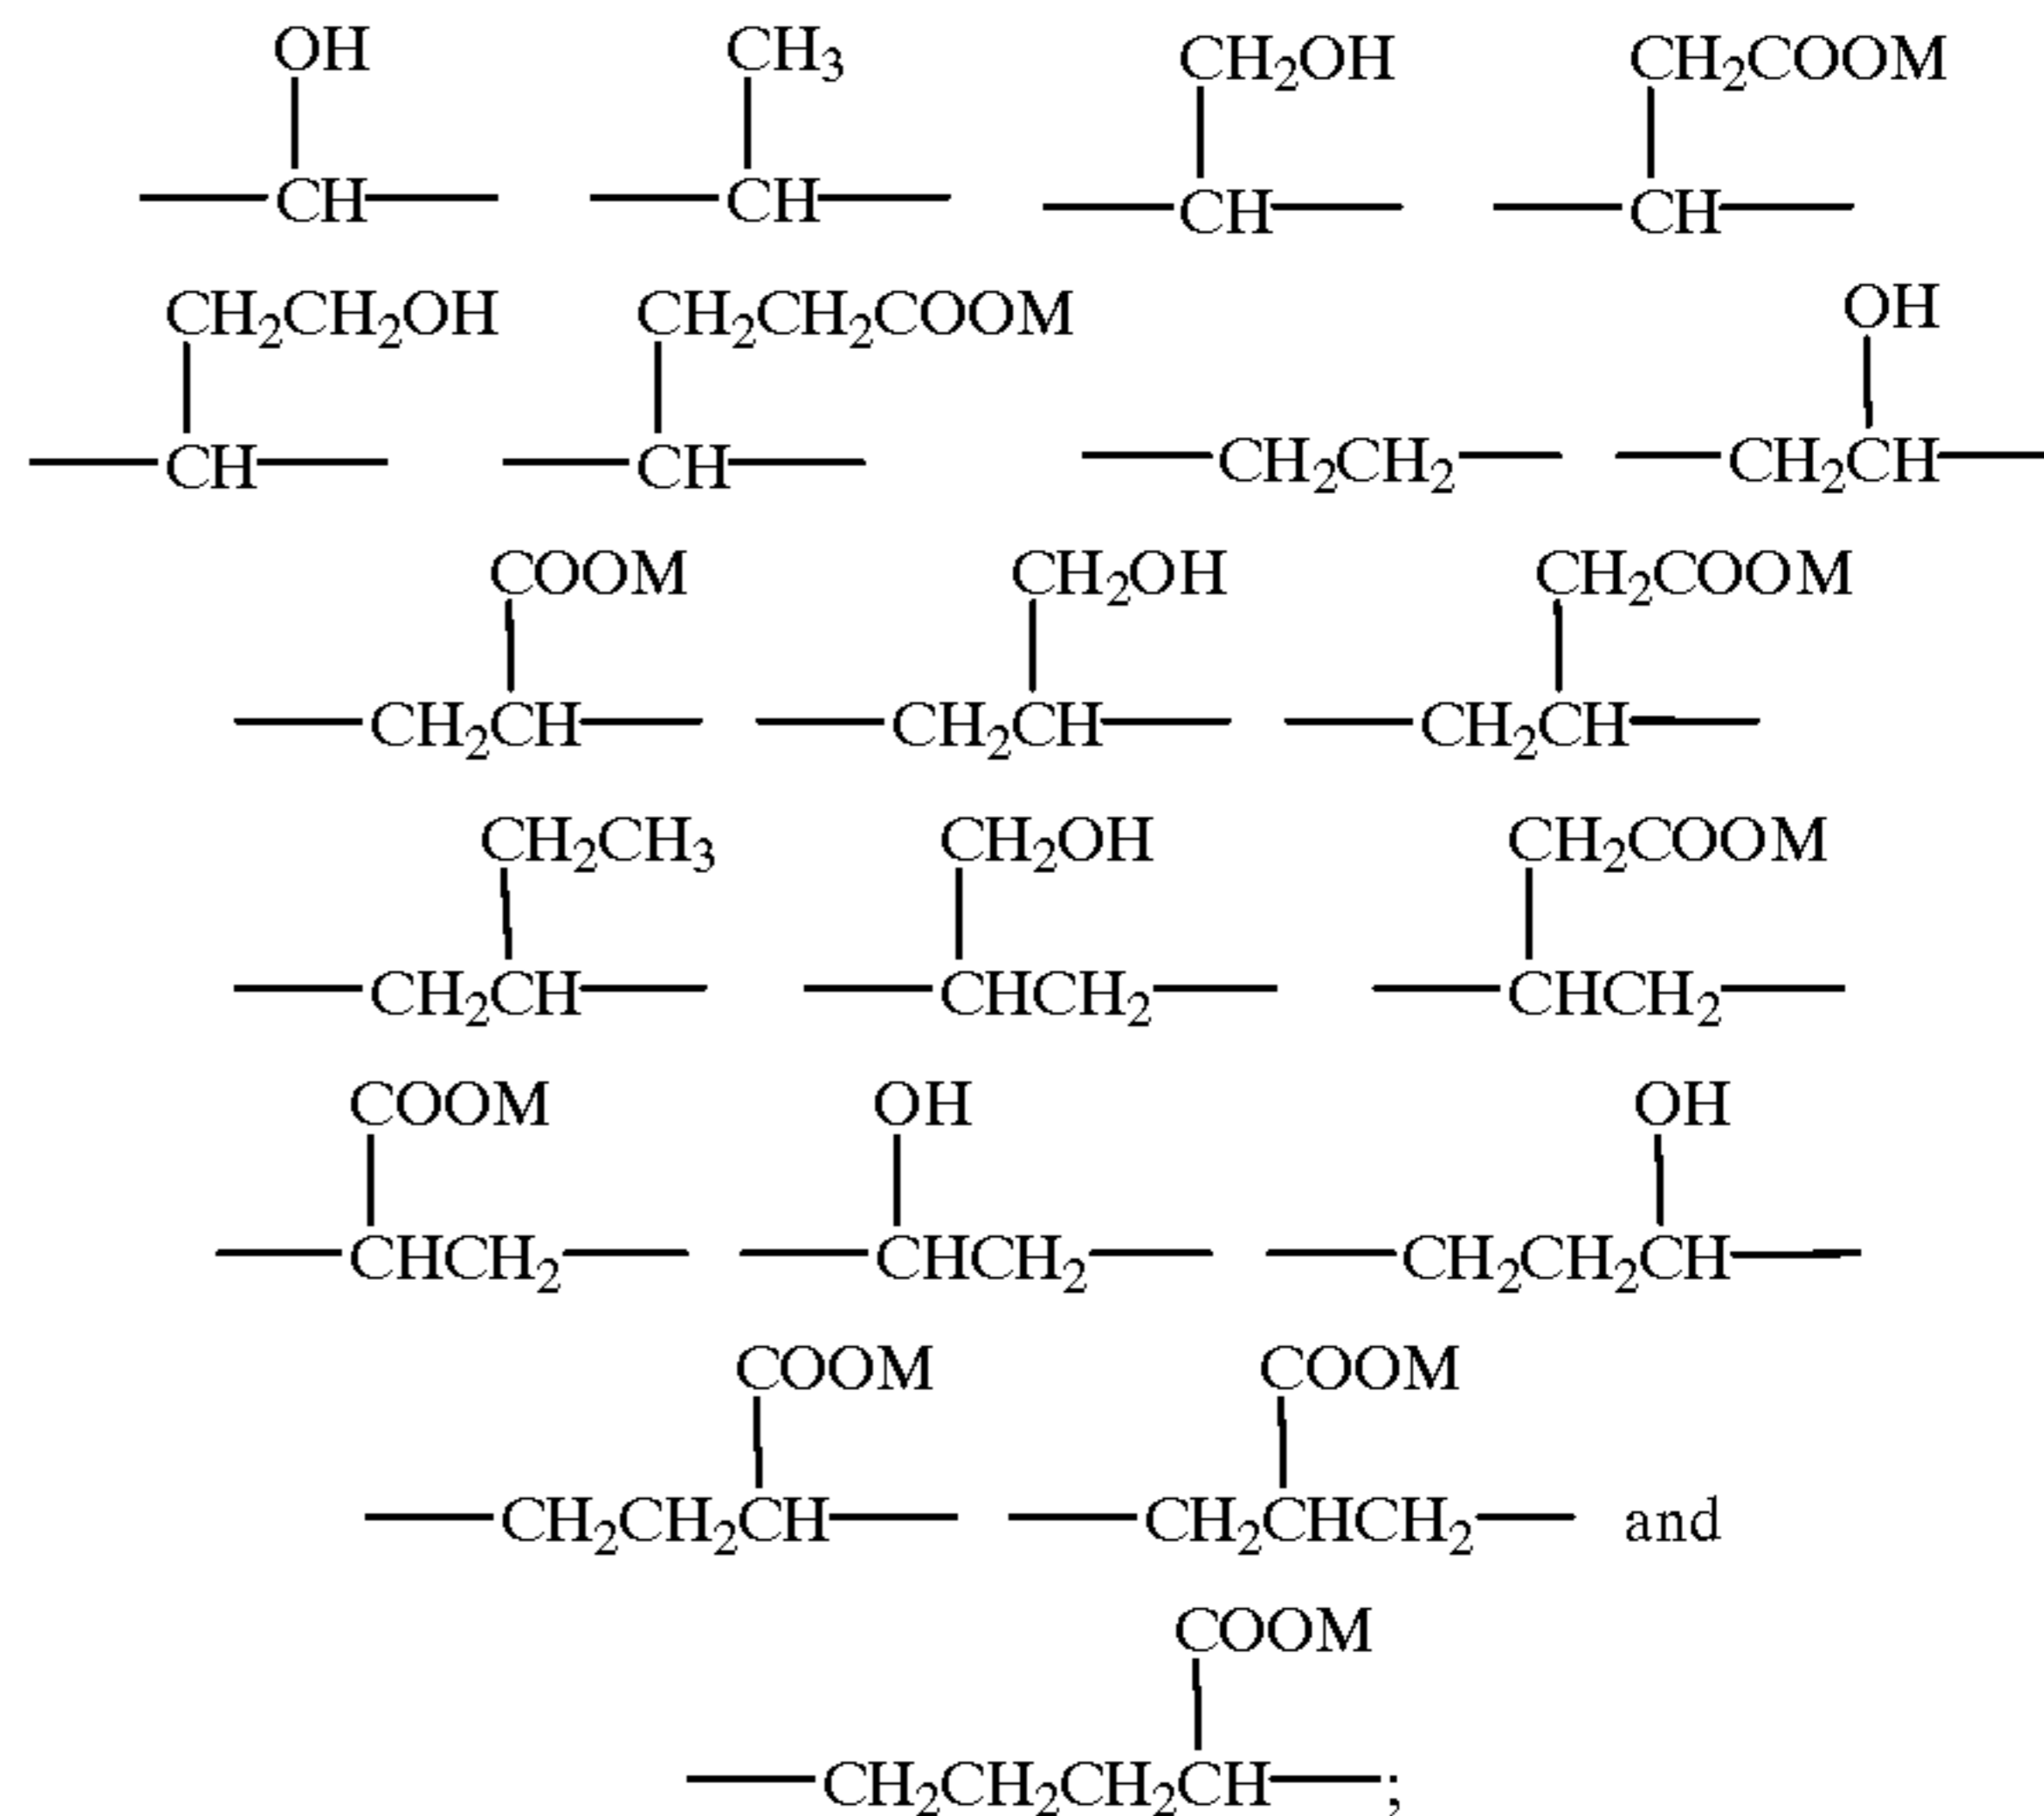 OH CH₃ CH₂OH CH₂COOM
CH CH CH CH
CH₂CH₂OH CH₂CH₂COOM OH
CH CH CH₂CH₂ CH₂CH
COOM CH₂OH CH₂COOM
CH₂CH CH₂CH CH₂CH
CH₂CH₃ CH₂OH CH₂COOM
CH₂CH CHCH₂ CHCH₂
COOM OH OH
CHCH₂ CHCH₂ CH₂CH₂CH
COOM COOM
CH₂CH₂CH CH₂CHCH₂ and
COOM
CH₂CH₂CH₂CH ;